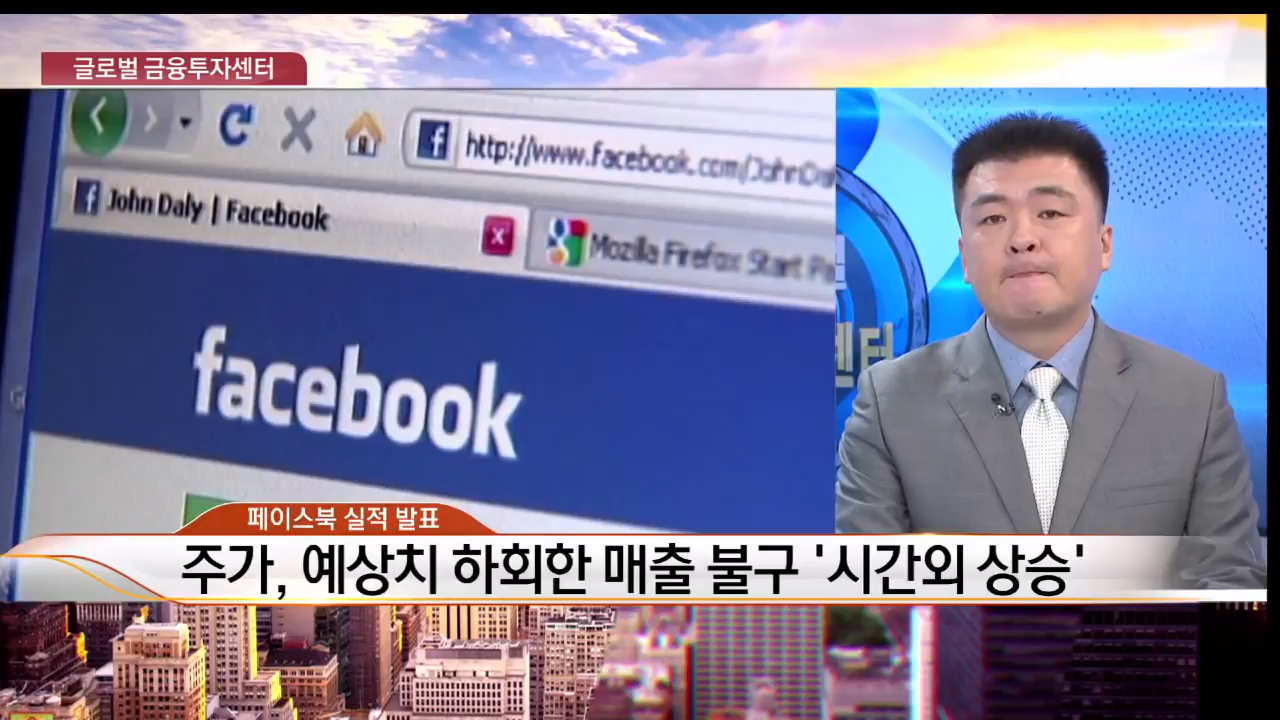 글로벌 금융투자센터
http://www.facebook.com/JohnDa
John Daly | Facebook
Mozilla Firefox Start
facebook
센터
페이스북 실적 발표
주가, 예상치 하회한 매출 불구 '시간외 상승'